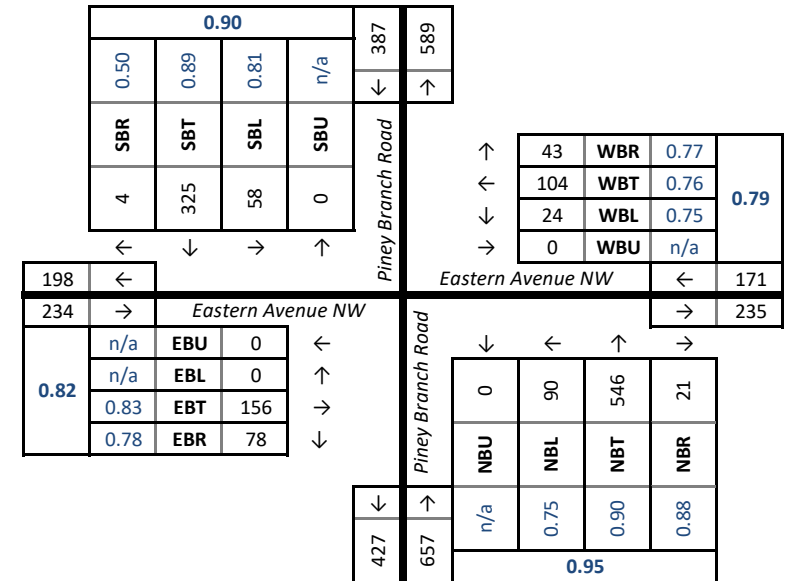 0.90
387
589
0.50 0.89 0.81 n/a
↓ ↑
SBR SBT SBL SBU
4 325 58 0
← ↓ → ↑
Piney Branch Road
↑ 43 WBR 0.77
← 104 WBT 0.76
↓ 24 WBL 0.75
→ 0 WBU n/a
0.79
198 ←
Eastern Avenue NW
← 171
234 →
Eastern Avenue NW
→ 235
0.82
n/a EBU 0 ←
n/a EBL 0 ↑
0.83 EBT 156 →
0.78 EBR 78 ↓
Piney Branch Road
↓ ← ↑ →
0 90 546 21
NBU NBL NBT NBR
n/a 0.75 0.90 0.88
↓ ↑
427 657
0.95